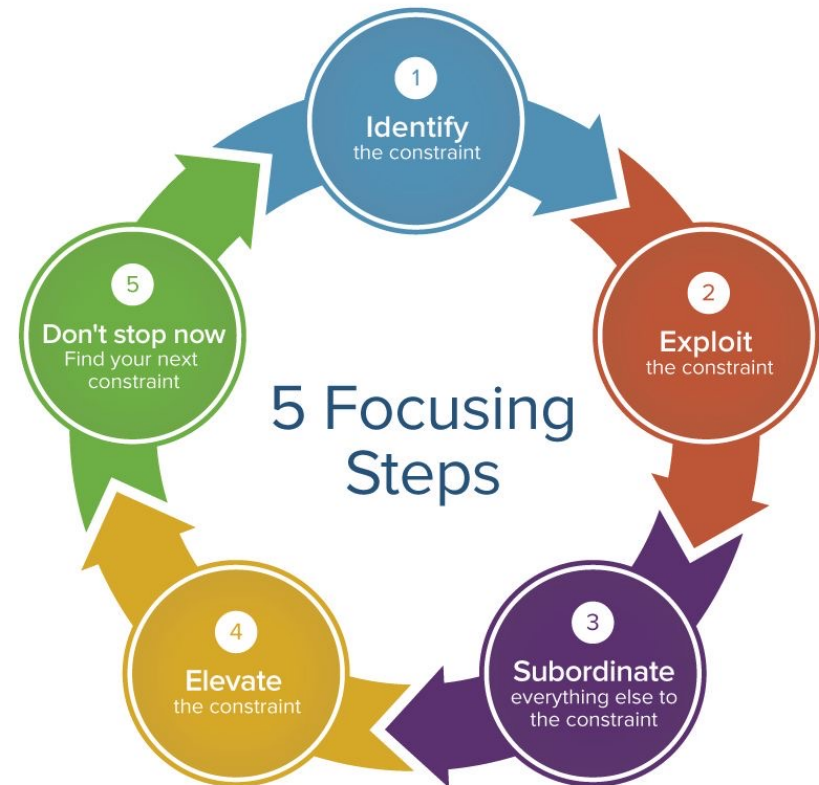 1
Identify
the constraint
2
Exploit
the constraint
3
Subordinate
everything else to
the constraint
4
Elevate
the constraint
5
Don't stop now
Find your next
constraint
5 Focusing
Steps